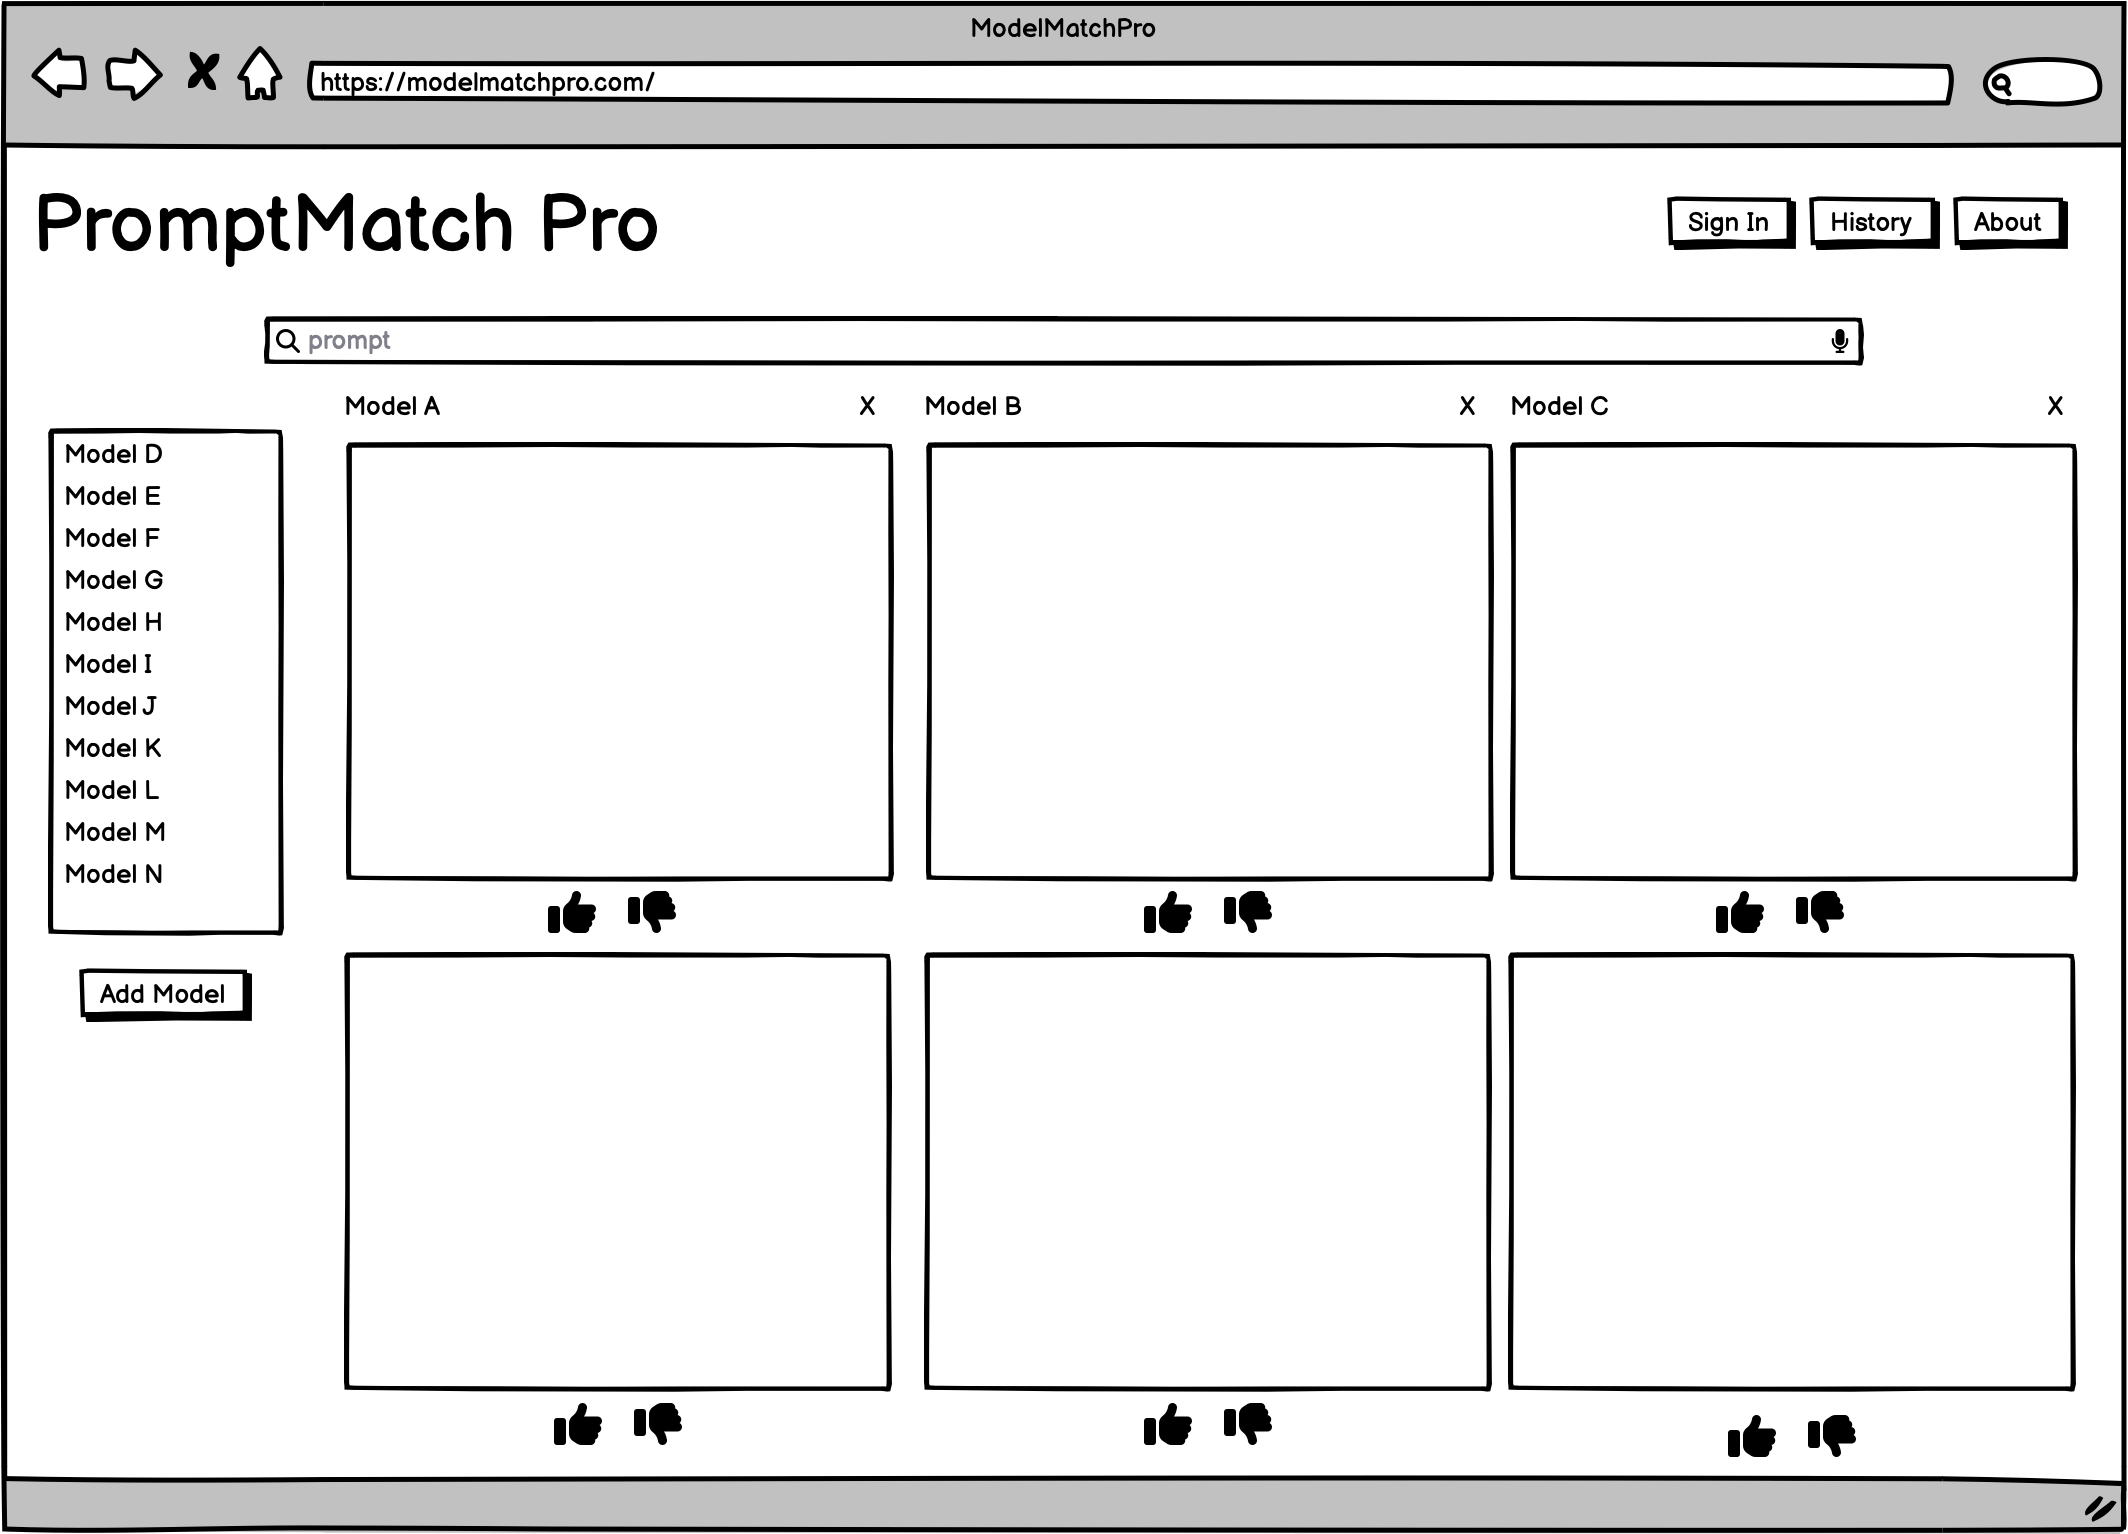 ModelMatchPro
https://modelmatchpro.com/
PromptMatch Pro
Sign In
History
About
prompt
Model A
X
Model B
X
Model C
X
Model D
Model E
Model F
Model G
Model H
Model I
Model J
Model K
Model L
Model M
Model N
Add Model